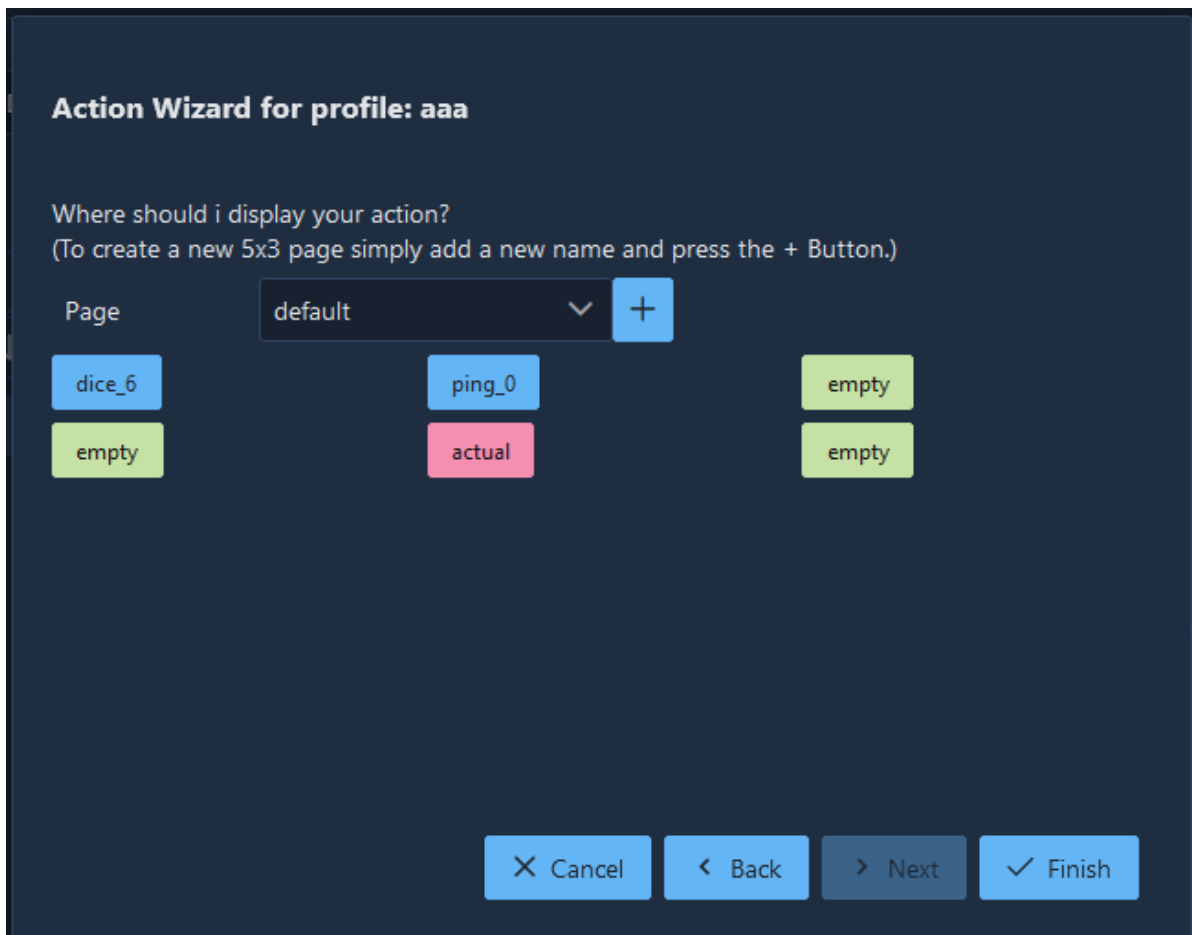 Action Wizard for profile: aaa
Where should i display your action?
(To create a new 5x3 page simply add a new name and press the + Button.)
Page default +
dice_6 ping_0 empty
empty actual empty
Cancel Back Next Finish